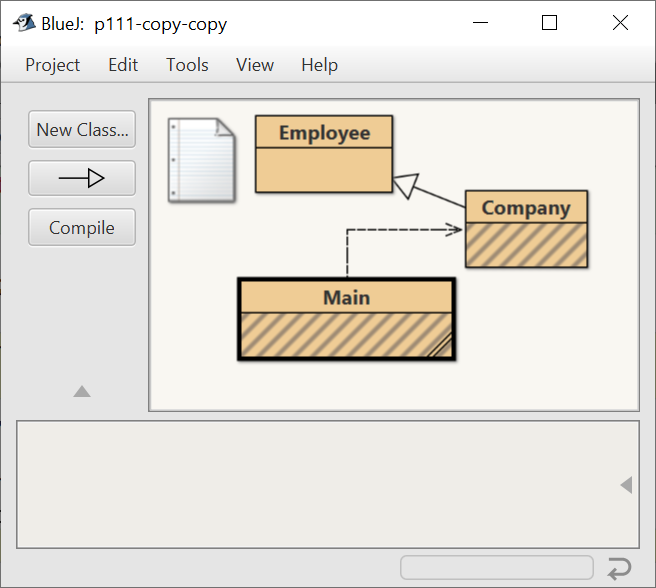 BlueJ: p111-copy-copy
Project Edit Tools View Help
New Class...
Compile
Employee
Company
Main